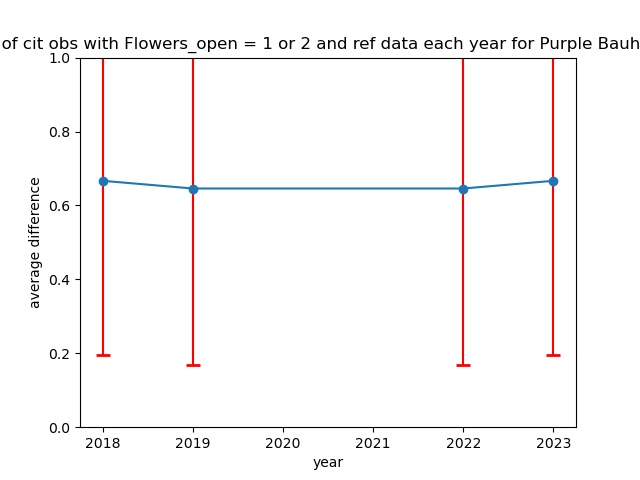 of cit obs with Flowers_open = 1 or 2 and ref data each year for Purple Bauh
1.0
0.8
0.6
0.4
0.2
0.0
average difference
2018 2019 2020 2021 2022 2023
year